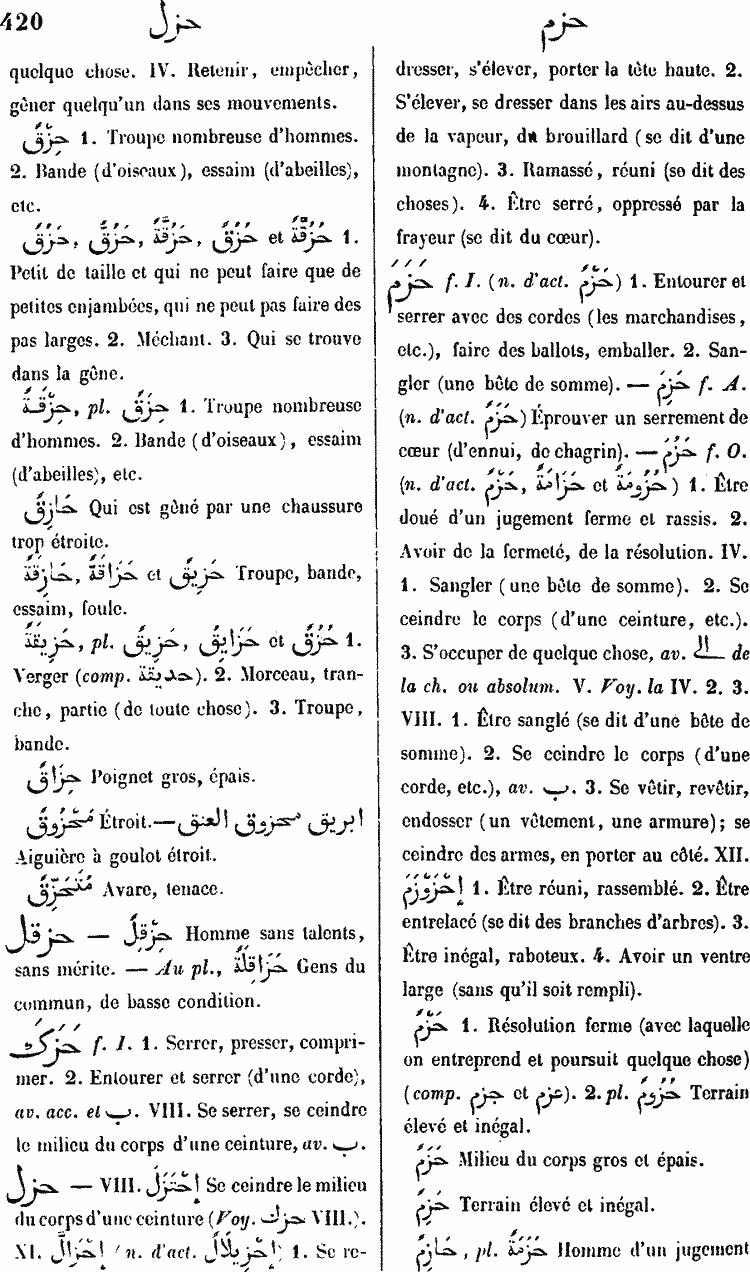 420
حزل
حزم
quelque chose. IV. Retenir, empêcher,
gêner quelqu'un dans ses mouvements.
حِزْقٌ 1. Troupe nombreuse d'hommes.
2. Bande (d'oiseaux), essaim (d'abeilles),
etc.
et 1.
Petit de taille et qui ne peut faire que de
petites enjambées, qui ne peut pas faire des
pas larges. 2. Méchant. 3. Qui se trouve
dans la gêne.
حِزْقَةٌ, pl. حِزَقٌ 1. Troupe nombreuse
d'hommes. 2. Bande (d'oiseaux), essaim
(d'abeilles), etc.
حَازِقٌ Qui est gêné par une chaussure
trop étroite.
حَازِقَةٌ, حَزَاقَةٌ et حَزِيقٌ Troupe, bande,
essaim, foule.
حَزِيقَةٌ, pl. حَزِيقٌ, حَزَايِقُ et حُزُقٌ 1.
Verger (comp. حديقة). 2. Morceau, tran-
che, partie (de toute chose). 3. Troupe,
bande.
حِزَاقٌ Poignet gros, épais.
مَحْزُوقٌ Étroit.—ابريق محزوق العنق
Aiguière à goulot étroit.
مُتَحَزِّقٌ Avare, tenace.
حزقل — حِزْقِلٌ Homme sans talents,
sans mérite. — Au pl., حَزَاقِلَةٌ Gens du
commun, de basse condition.
حَزَكَ f. I. 1. Serrer, presser, compri-
mer. 2. Entourer et serrer (d'une corde),
av. acc. et ب. VIII. Se serrer, se ceindre
le milieu du corps d'une ceinture, av. ب.
حزل — VIII. إِحْتَزَلَ Se ceindre le milieu
du corps d'une ceinture (Voy. حزك VIII.).
XI. إِحْزَالَّ (n. d'act. إِحْزِيلَالٌ) 1. Se re-
dresser, s'élever, porter la tête haute. 2.
S'élever, se dresser dans les airs au-dessus
de la vapeur, du brouillard (se dit d'une
montagne). 3. Ramassé, réuni (se dit des
choses). 4. Être serré, oppressé par la
frayeur (se dit du cœur).
حَزَمَ f. I. (n. d'act. حَزْمٌ) 1. Entourer et
serrer avec des cordes (les marchandises,
etc.), faire des ballots, emballer. 2. San-
gler (une bête de somme). — حَزِمَ f. A.
(n. d'act. حَزَمٌ) Éprouver un serrement de
cœur (d'ennui, de chagrin). — حَزُمَ f. O.
(n. d'act. حَزْمٌ, حَزَامَةٌ et حُزُومَةٌ) 1. Être
doué d'un jugement ferme et rassis. 2.
Avoir de la fermeté, de la résolution. IV.
1. Sangler (une bête de somme). 2. Se
ceindre le corps (d'une ceinture, etc.).
3. S'occuper de quelque chose, av. الـ de
la ch. ou absolum. V. Voy. la IV. 2. 3.
VIII. 1. Être sanglé (se dit d'une bête de
somme). 2. Se ceindre le corps (d'une
corde, etc.), av. ب. 3. Se vêtir, revêtir,
endosser (un vêtement, une armure); se
ceindre des armes, en porter au côté. XII.
إِحْزَوْزَمَ 1. Être réuni, rassemblé. 2. Être
entrelacé (se dit des branches d'arbres). 3.
Être inégal, raboteux. 4. Avoir un ventre
large (sans qu'il soit rempli).
حَزْمٌ 1. Résolution ferme (avec laquelle
on entreprend et poursuit quelque chose)
(comp. جزم et عزم). 2. pl. حُزُومٌ Terrain
élevé et inégal.
حَزَمٌ Milieu du corps gros et épais.
حَزِمٌ Terrain élevé et inégal.
حَازِمٌ, pl. حَزَمَةٌ Homme d'un jugement